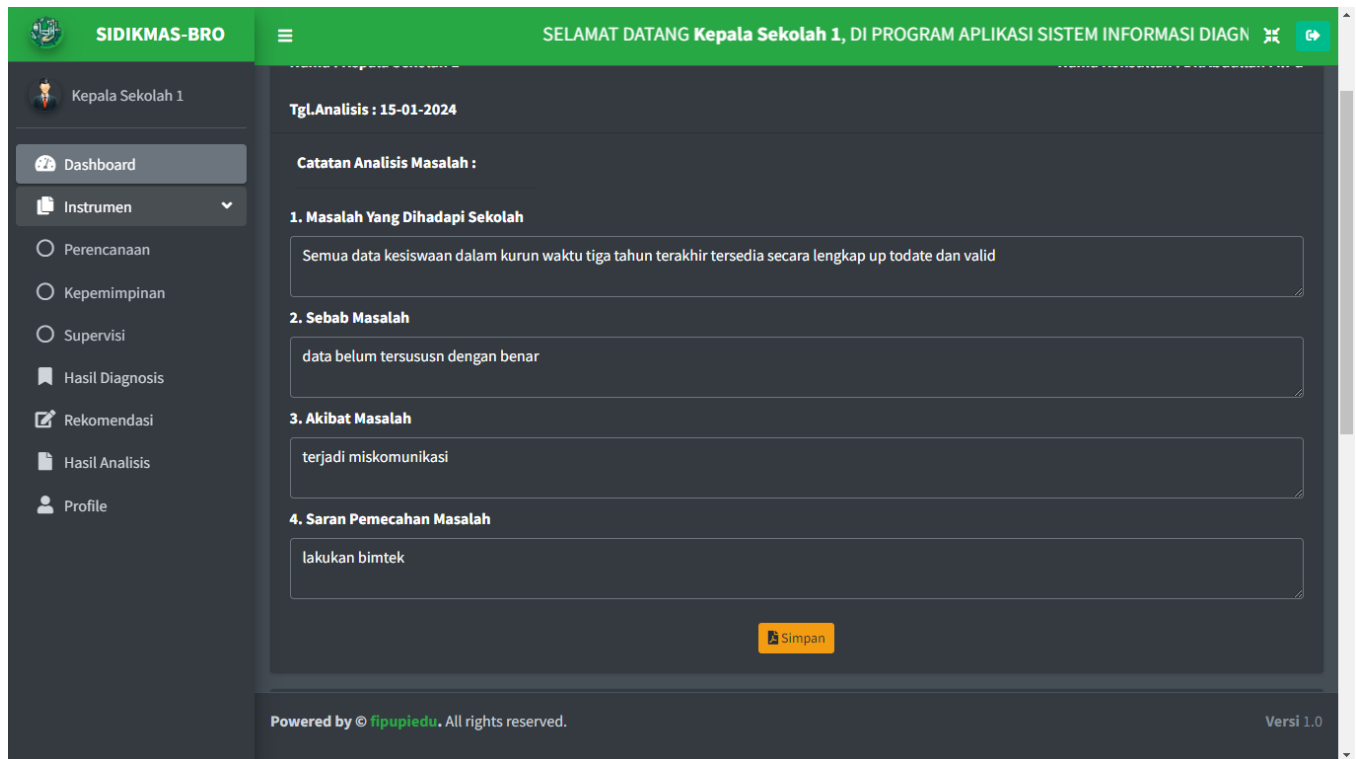 SIDIKMAS-BRO
SELAMAT DATANG Kepala Sekolah 1, DI PROGRAM APLIKASI SISTEM INFORMASI DIAGN
Kepala Sekolah 1
Dashboard
Instrumen
Perencanaan
Kepemimpinan
Supervisi
Hasil Diagnosis
Rekomendasi
Hasil Analisis
Profile
Tgl.Analisis : 15-01-2024
Catatan Analisis Masalah :
1. Masalah Yang Dihadapi Sekolah
Semua data kesiswaan dalam kurun waktu tiga tahun terakhir tersedia secara lengkap up todate dan valid
2. Sebab Masalah
data belum tersususn dengan benar
3. Akibat Masalah
terjadi miskomunikasi
4. Saran Pemecahan Masalah
lakukan bimtek
Simpan
Powered by © fipupiedu. All rights reserved.
Versi 1.0